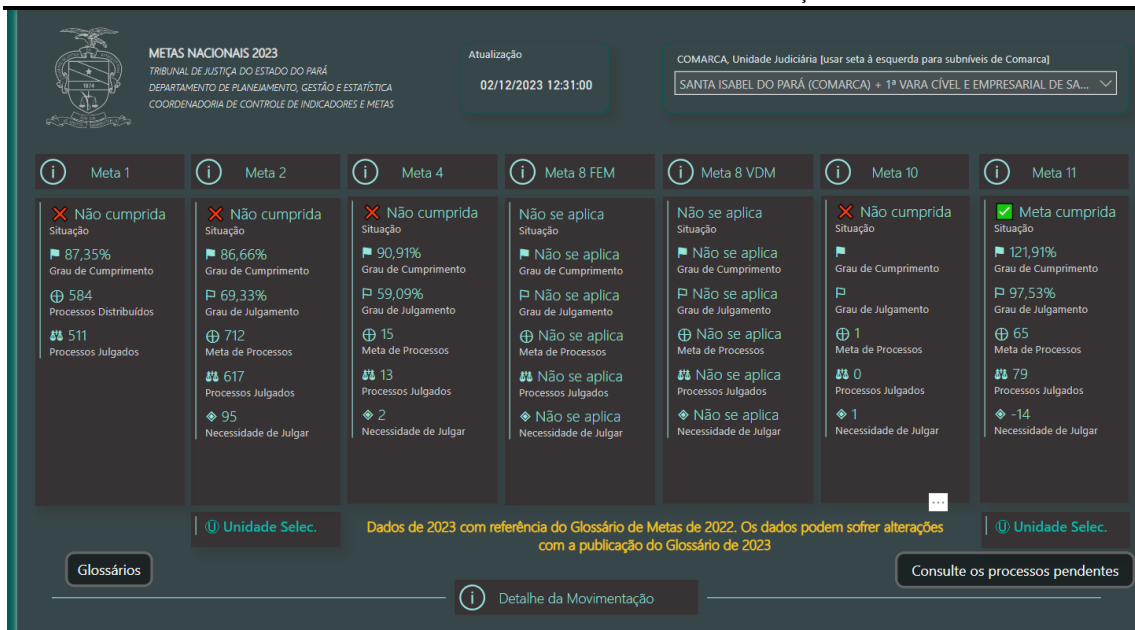 METAS NACIONAIS 2023
TRIBUNAL DE JUSTIÇA DO ESTADO DO PARÁ
DEPARTAMENTO DE PLANEJAMENTO, GESTÃO E ESTATÍSTICA
COORDENADORIA DE CONTROLE DE INDICADORES E METAS
Atualização
02/12/2023 12:31:00
COMARCA, Unidade Judiciária [usar seta à esquerda para subníveis de Comarca]
SANTA ISABEL DO PARÁ (COMARCA) + 1ª VARA CÍVEL E EMPRESARIAL DE SA...
Meta 1
Não cumprida
Situação
87,35%
Grau de Cumprimento
584
Processos Distribuídos
511
Processos Julgados
Meta 2
Não cumprida
Situação
86,66%
Grau de Cumprimento
69,33%
Grau de Julgamento
712
Meta de Processos
617
Processos Julgados
95
Necessidade de Julgar
Unidade Selec.
Meta 4
Não cumprida
Situação
90,91%
Grau de Cumprimento
59,09%
Grau de Julgamento
15
Meta de Processos
13
Processos Julgados
2
Necessidade de Julgar
Meta 8 FEM
Não se aplica
Situação
Não se aplica
Grau de Cumprimento
Não se aplica
Grau de Julgamento
Não se aplica
Meta de Processos
Não se aplica
Processos Julgados
Não se aplica
Necessidade de Julgar
Meta 8 VDM
Não se aplica
Situação
Não se aplica
Grau de Cumprimento
Não se aplica
Grau de Julgamento
Não se aplica
Meta de Processos
Não se aplica
Processos Julgados
Não se aplica
Necessidade de Julgar
Meta 10
Não cumprida
Situação
Grau de Cumprimento
Grau de Julgamento
1
Meta de Processos
0
Processos Julgados
1
Necessidade de Julgar
Meta 11
Meta cumprida
Situação
121,91%
Grau de Cumprimento
97,53%
Grau de Julgamento
65
Meta de Processos
79
Processos Julgados
-14
Necessidade de Julgar
Unidade Selec.
Dados de 2023 com referência do Glossário de Metas de 2022. Os dados podem sofrer alterações
com a publicação do Glossário de 2023
Glossários
Consulte os processos pendentes
Detalhe da Movimentação